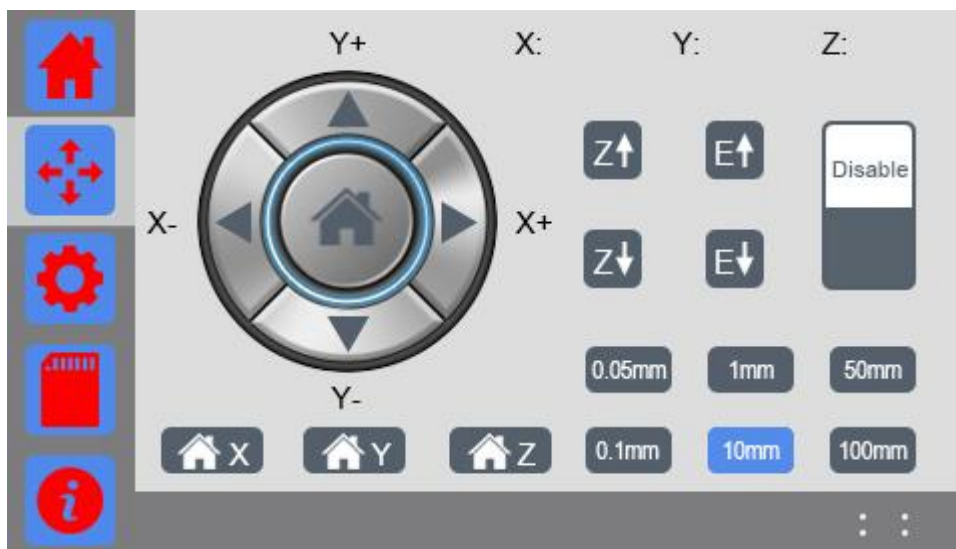 Y+ X: Y: Z:
Z E Disable
X- X+
Z E
0.05mm 1mm 50mm
Y-
X Y Z 0.1mm 10mm 100mm
i
: :